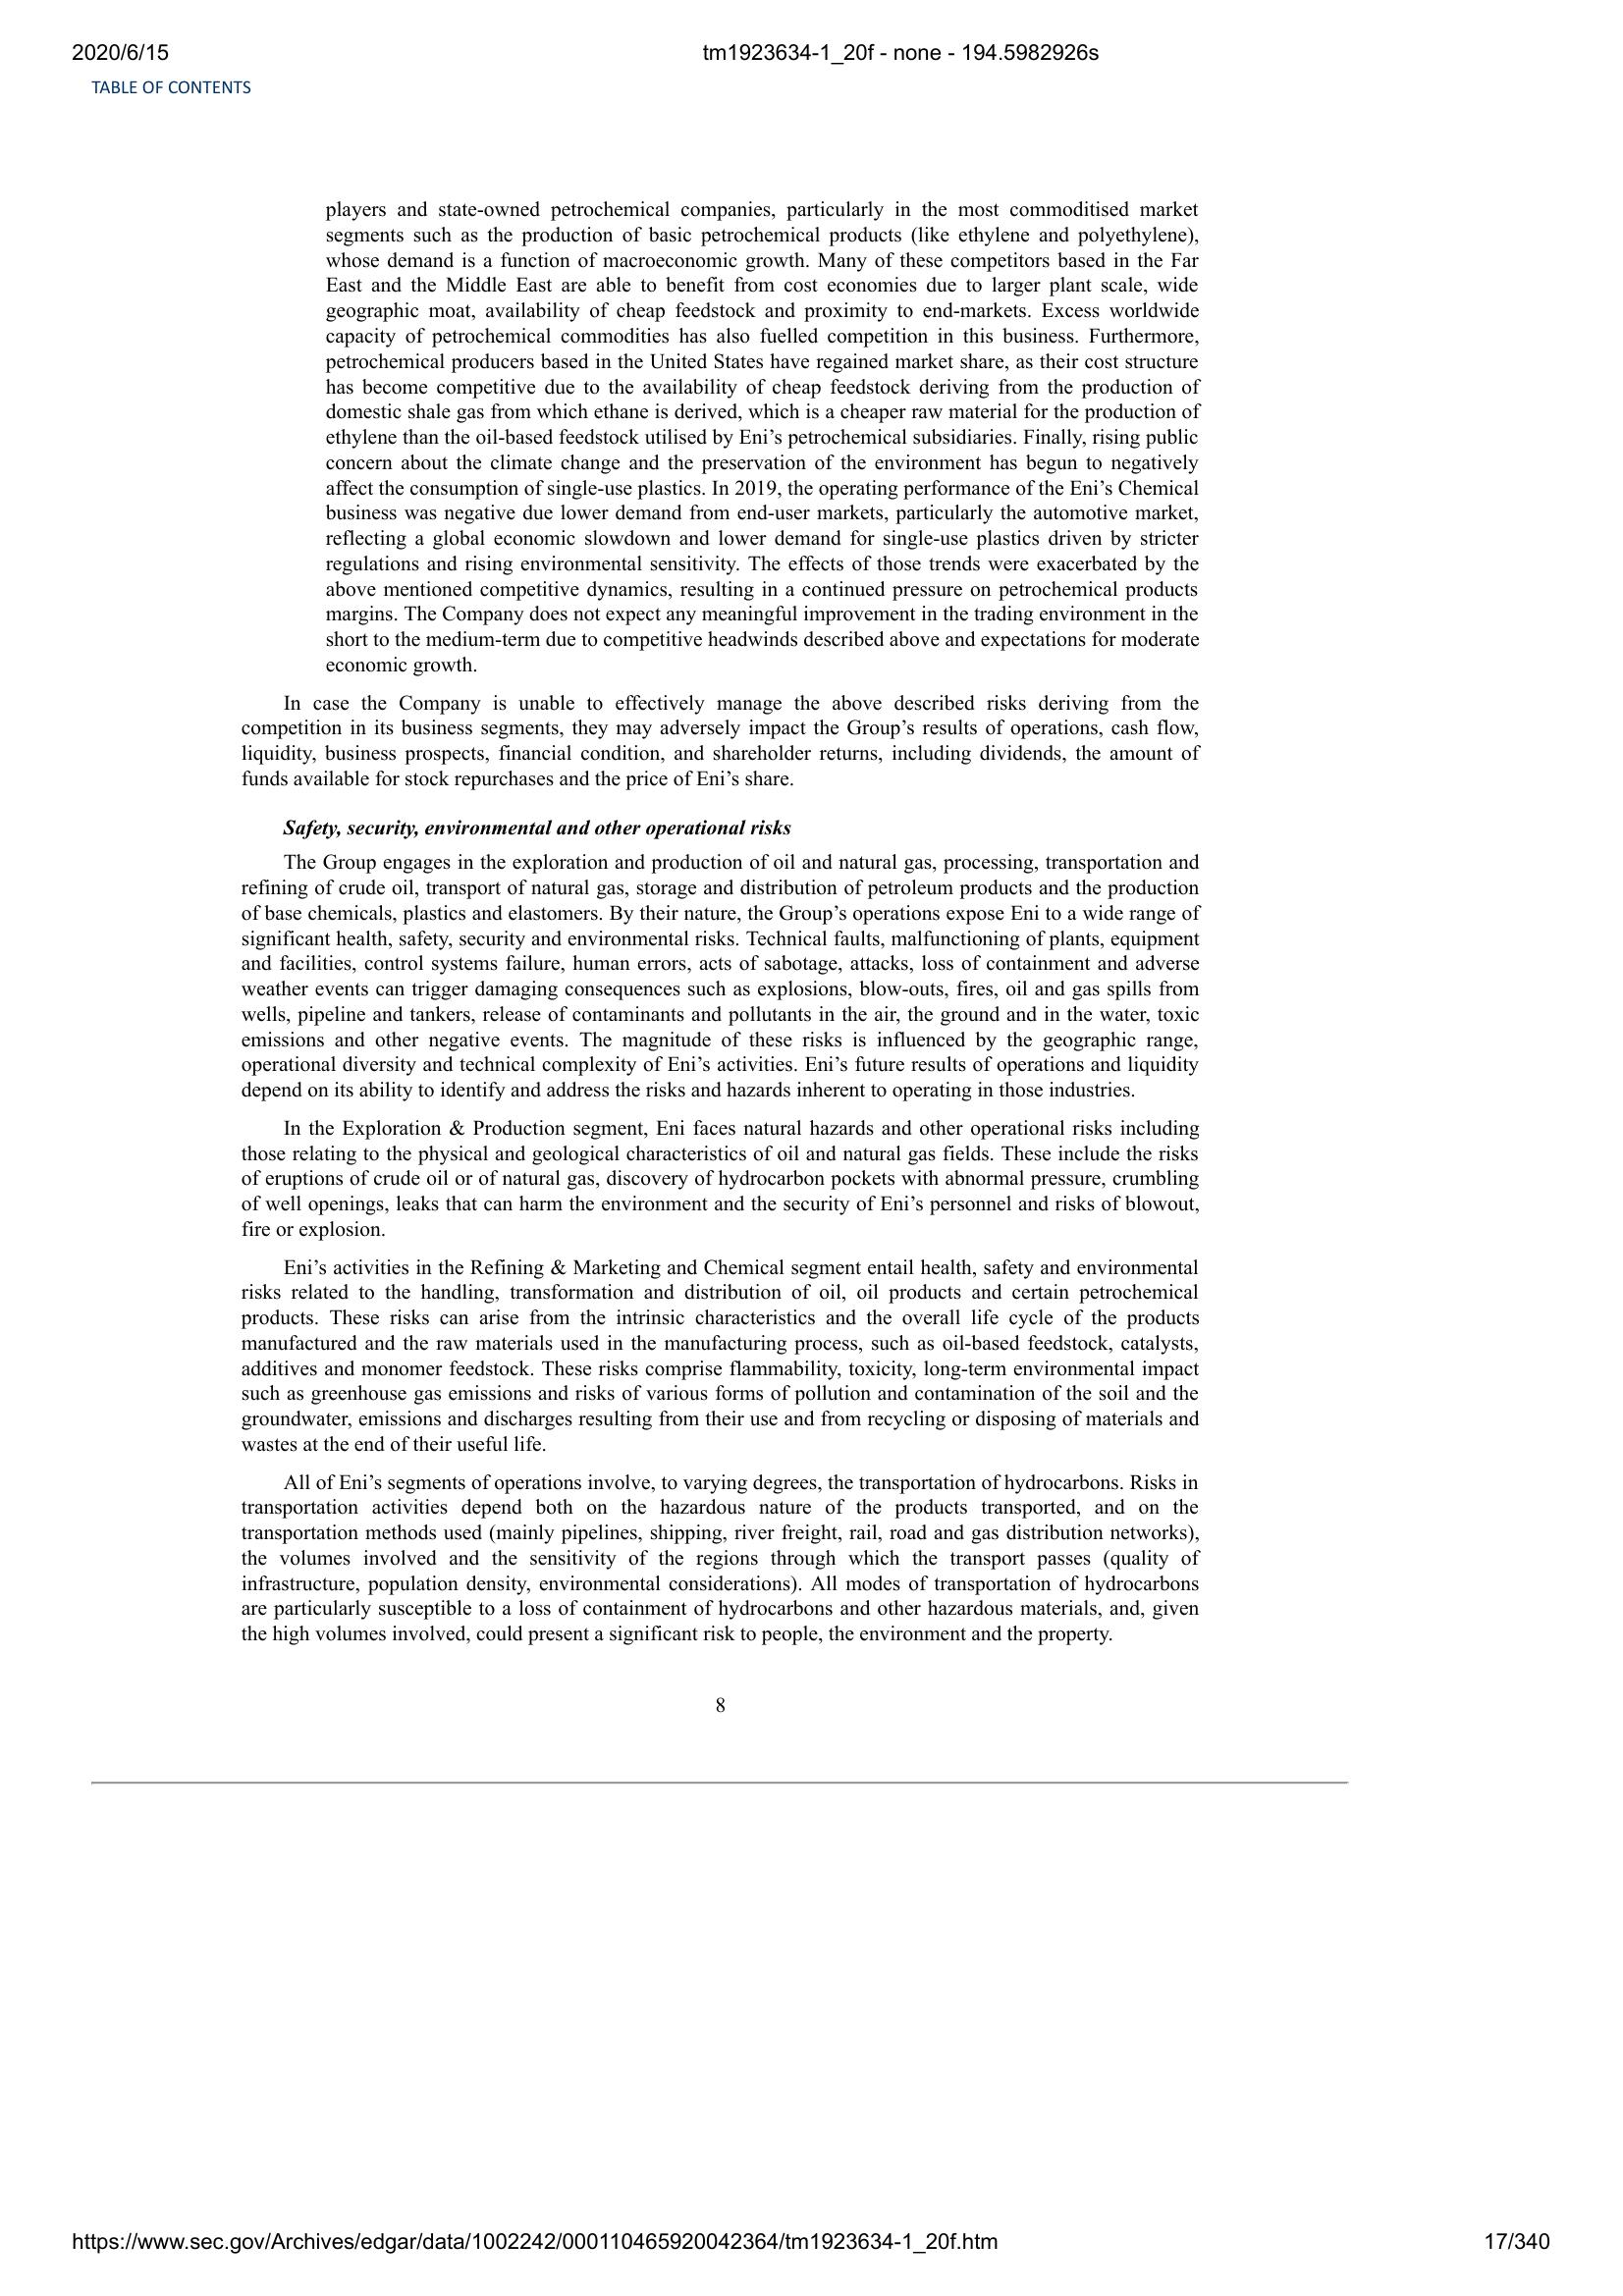 2020/6/15
tm1923634-1_20f - none - 194.5982926s
TABLE OF CONTENTS
players and state-owned petrochemical companies, particularly in the most commoditised market
segments such as the production of basic petrochemical products (like ethylene and polyethylene),
whose demand is a function of macroeconomic growth. Many of these competitors based in the Far
East and the Middle East are able to benefit from cost economies due to larger plant scale, wide
geographic moat, availability of cheap feedstock and proximity to end-markets. Excess worldwide
capacity of petrochemical commodities has also fuelled competition in this business. Furthermore,
petrochemical producers based in the United States have regained market share, as their cost structure
has become competitive due to the availability of cheap feedstock deriving from the production of
domestic shale gas from which ethane is derived, which is a cheaper raw material for the production of
ethylene than the oil-based feedstock utilised by Eni’s petrochemical subsidiaries. Finally, rising public
concern about the climate change and the preservation of the environment has begun to negatively
affect the consumption of single-use plastics. In 2019, the operating performance of the Eni’s Chemical
business was negative due lower demand from end-user markets, particularly the automotive market,
reflecting a global economic slowdown and lower demand for single-use plastics driven by stricter
regulations and rising environmental sensitivity. The effects of those trends were exacerbated by the
above mentioned competitive dynamics, resulting in a continued pressure on petrochemical products
margins. The Company does not expect any meaningful improvement in the trading environment in the
short to the medium-term due to competitive headwinds described above and expectations for moderate
economic growth.
In case the Company is unable to effectively manage the above described risks deriving from the
competition in its business segments, they may adversely impact the Group’s results of operations, cash flow,
liquidity, business prospects, financial condition, and shareholder returns, including dividends, the amount of
funds available for stock repurchases and the price of Eni’s share.
Safety, security, environmental and other operational risks
The Group engages in the exploration and production of oil and natural gas, processing, transportation and
refining of crude oil, transport of natural gas, storage and distribution of petroleum products and the production
of base chemicals, plastics and elastomers. By their nature, the Group’s operations expose Eni to a wide range of
significant health, safety, security and environmental risks. Technical faults, malfunctioning of plants, equipment
and facilities, control systems failure, human errors, acts of sabotage, attacks, loss of containment and adverse
weather events can trigger damaging consequences such as explosions, blow-outs, fires, oil and gas spills from
wells, pipeline and tankers, release of contaminants and pollutants in the air, the ground and in the water, toxic
emissions and other negative events. The magnitude of these risks is influenced by the geographic range,
operational diversity and technical complexity of Eni’s activities. Eni’s future results of operations and liquidity
depend on its ability to identify and address the risks and hazards inherent to operating in those industries.
In the Exploration & Production segment, Eni faces natural hazards and other operational risks including
those relating to the physical and geological characteristics of oil and natural gas fields. These include the risks
of eruptions of crude oil or of natural gas, discovery of hydrocarbon pockets with abnormal pressure, crumbling
of well openings, leaks that can harm the environment and the security of Eni’s personnel and risks of blowout,
fire or explosion.
Eni’s activities in the Refining & Marketing and Chemical segment entail health, safety and environmental
risks related to the handling, transformation and distribution of oil, oil products and certain petrochemical
products. These risks can arise from the intrinsic characteristics and the overall life cycle of the products
manufactured and the raw materials used in the manufacturing process, such as oil-based feedstock, catalysts,
additives and monomer feedstock. These risks comprise flammability, toxicity, long-term environmental impact
such as greenhouse gas emissions and risks of various forms of pollution and contamination of the soil and the
groundwater, emissions and discharges resulting from their use and from recycling or disposing of materials and
wastes at the end of their useful life.
All of Eni’s segments of operations involve, to varying degrees, the transportation of hydrocarbons. Risks in
transportation activities depend both on the hazardous nature of the products transported, and on the
transportation methods used (mainly pipelines, shipping, river freight, rail, road and gas distribution networks),
the volumes involved and the sensitivity of the regions through which the transport passes (quality of
infrastructure, population density, environmental considerations). All modes of transportation of hydrocarbons
are particularly susceptible to a loss of containment of hydrocarbons and other hazardous materials, and, given
the high volumes involved, could present a significant risk to people, the environment and the property.
8
https://www.sec.gov/Archives/edgar/data/1002242/000110465920042364/tm1923634-1_20f.htm
17/340